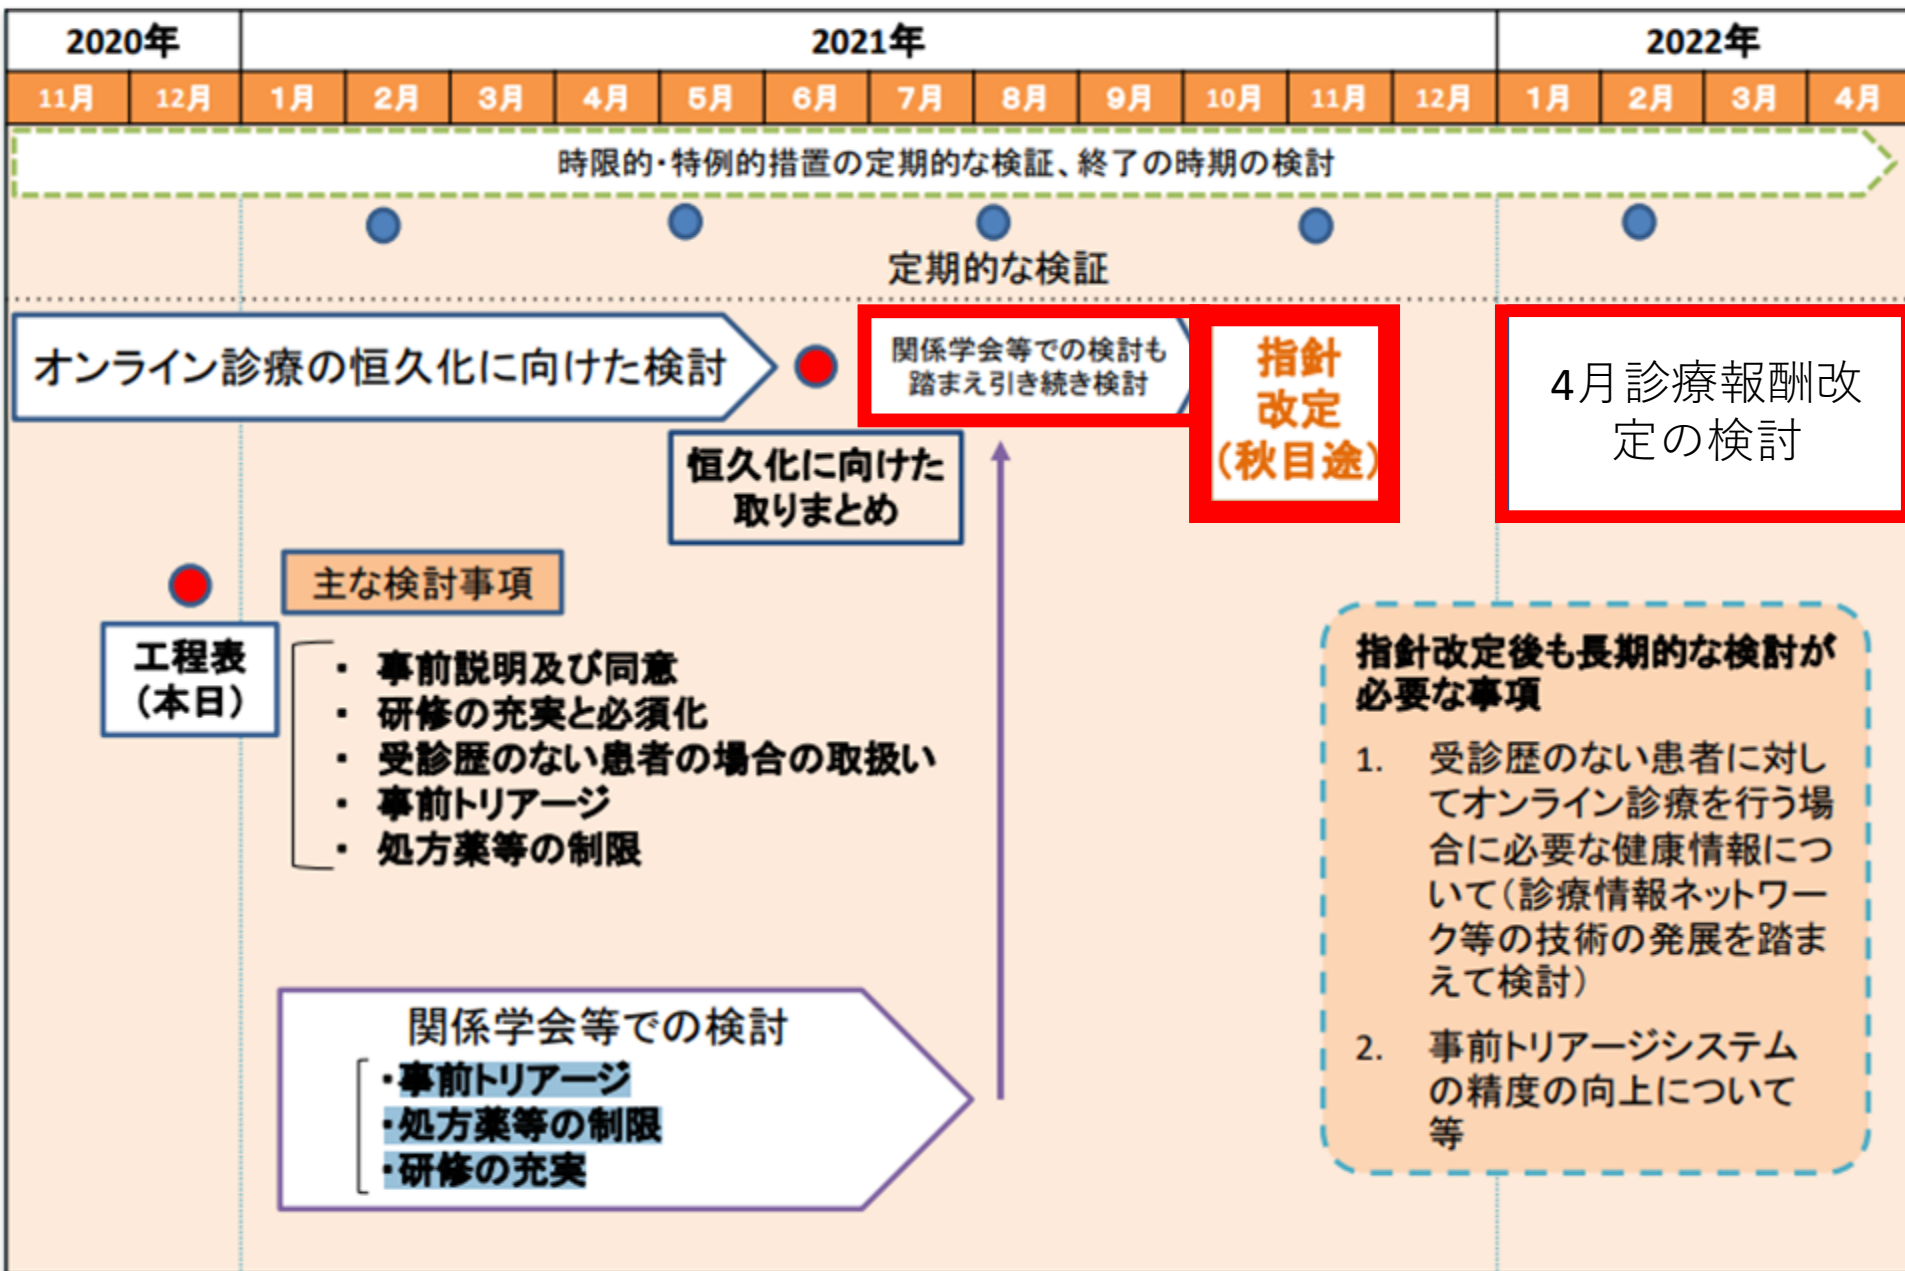 2020年 2021年 2022年
11月 12月 1月 2月 3月 4月 5月 6月 7月 8月 9月 10月 11月 12月 1月 2月 3月 4月
時限的・特例的措置の定期的な検証、終了の時期の検討
定期的な検証
オンライン診療の恒久化に向けた検討
関係学会等での検討も
踏まえ引き続き検討
指針
改定
(秋目途)
4月診療報酬改
定の検討
恒久化に向けた
取りまとめ
工程表
(本日)
主な検討事項
・ 事前説明及び同意
・ 研修の充実と必須化
・ 受診歴のない患者の場合の取扱い
・ 事前トリアージ
・ 処方薬等の制限
関係学会等での検討
・事前トリアージ
・処方薬等の制限
・研修の充実
指針改定後も長期的な検討が
必要な事項
1. 受診歴のない患者に対し
てオンライン診療を行う場
合に必要な健康情報につ
いて(診療情報ネットワー
ク等の技術の発展を踏ま
えて検討)
2. 事前トリアージシステム
の精度の向上について
等